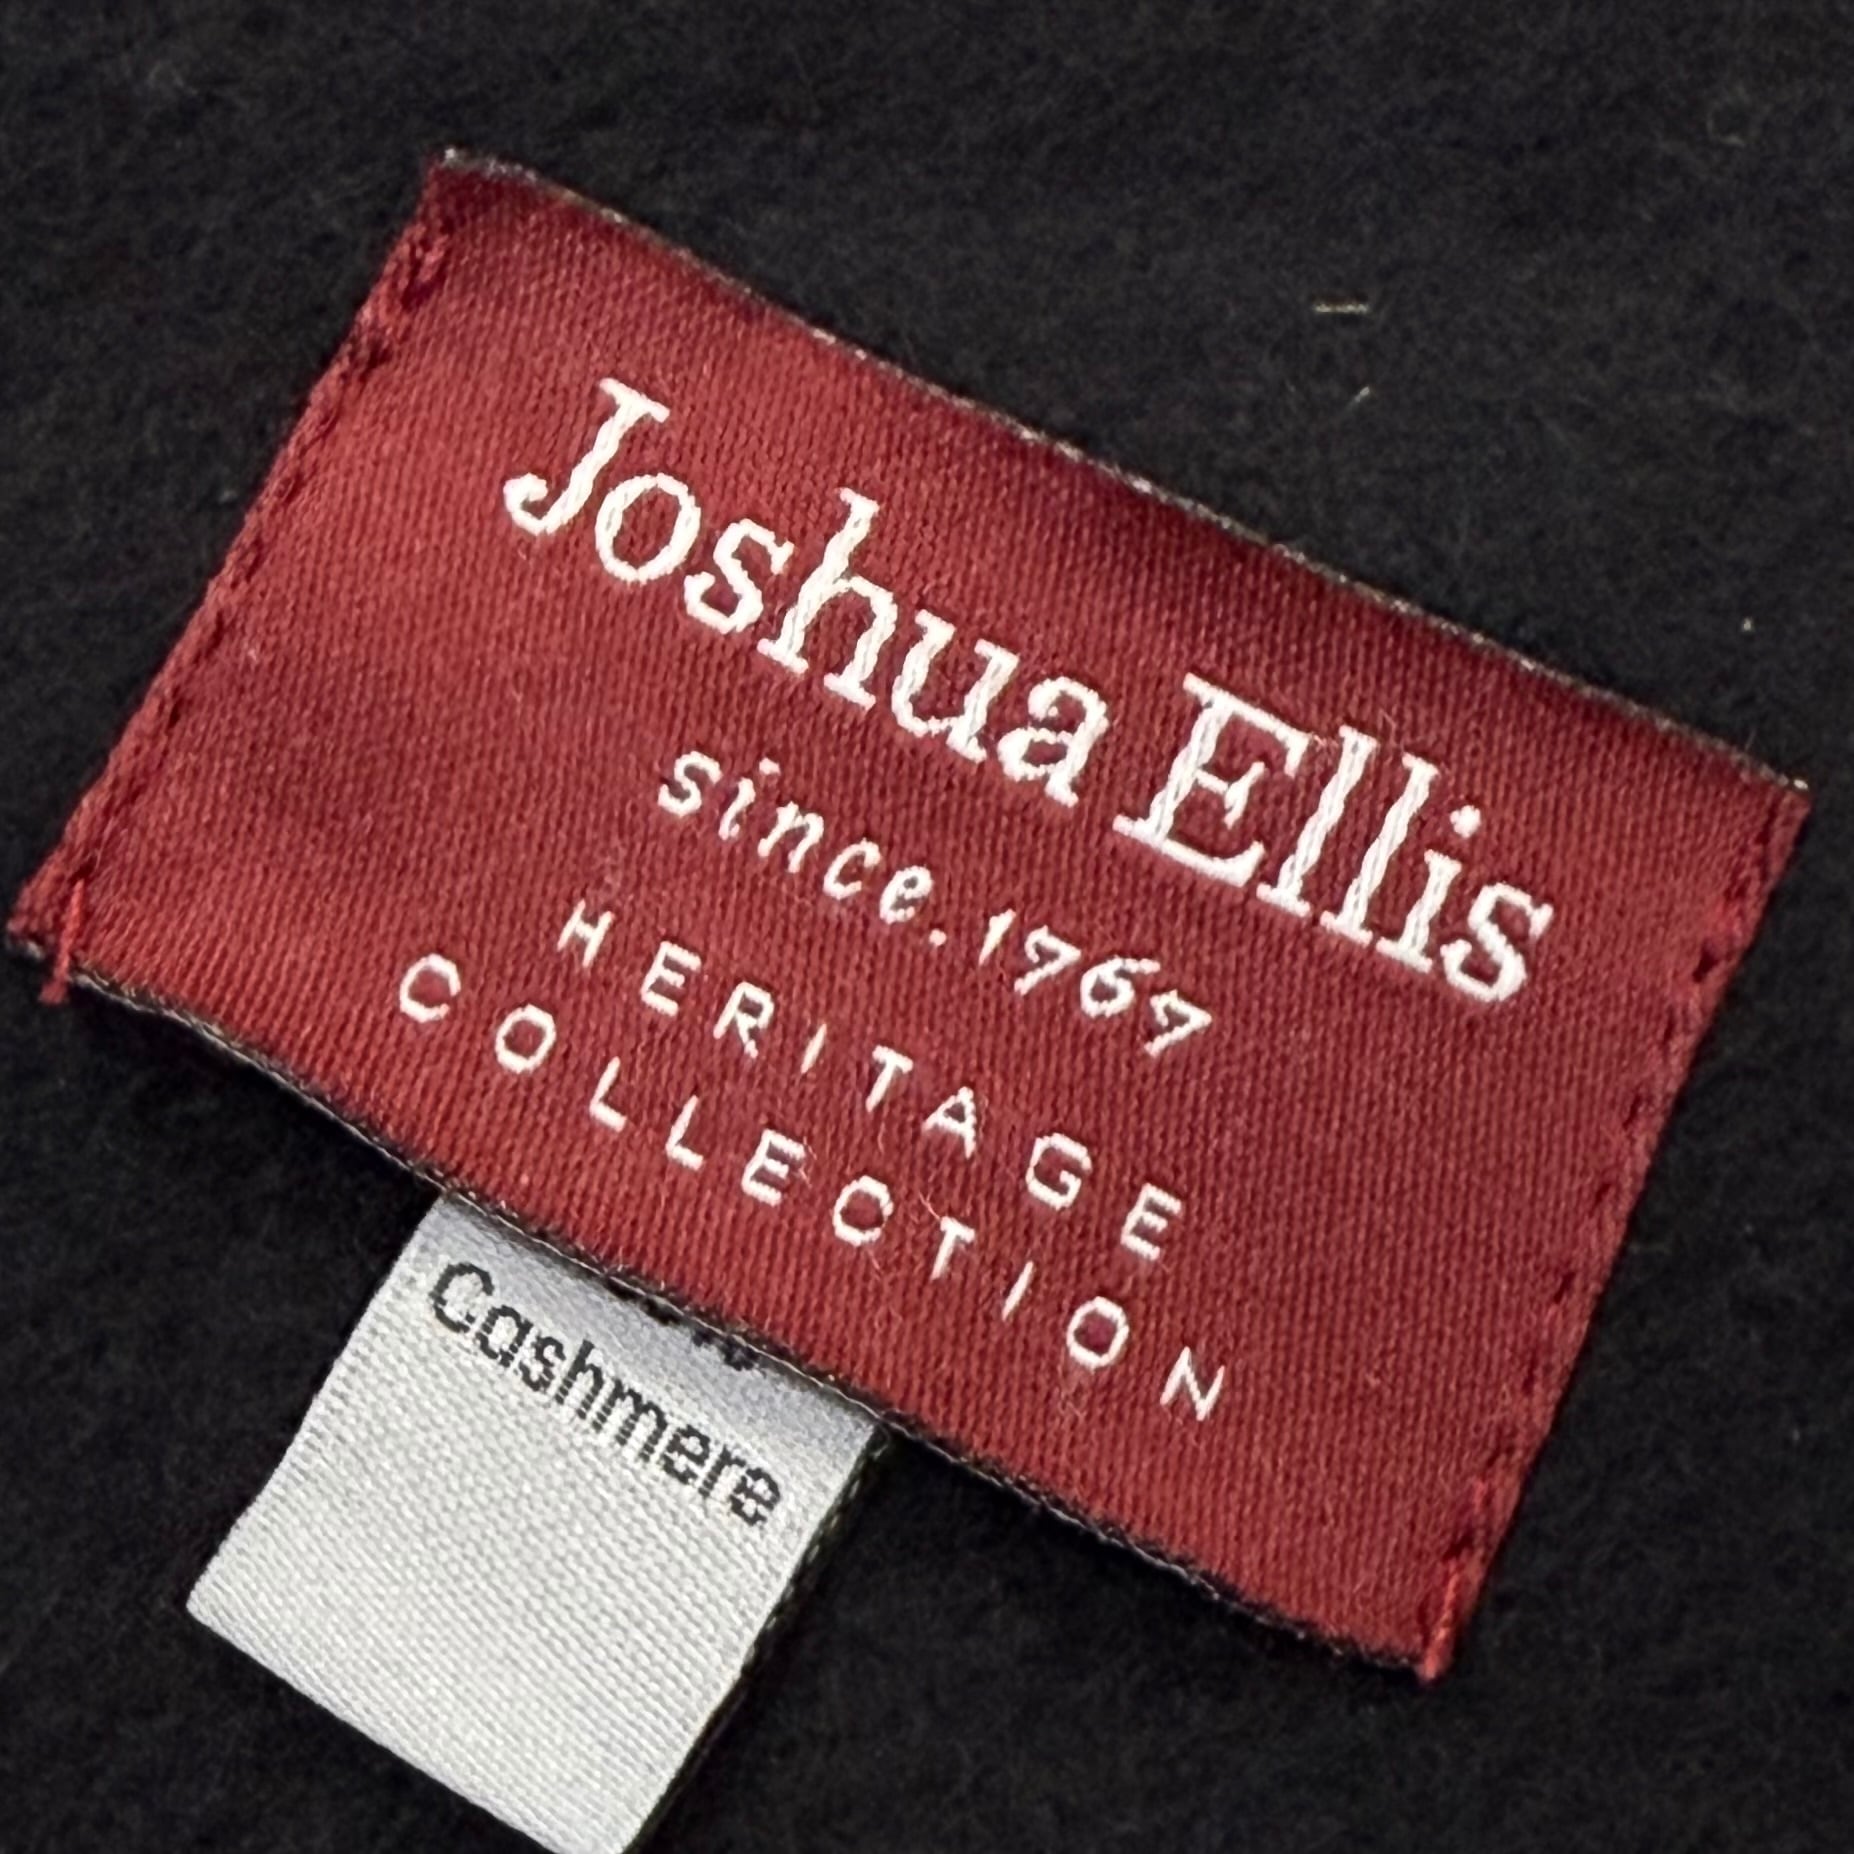 Joshua Ellis
since.1767
HERITAGE
COLLECTION
Cashmere